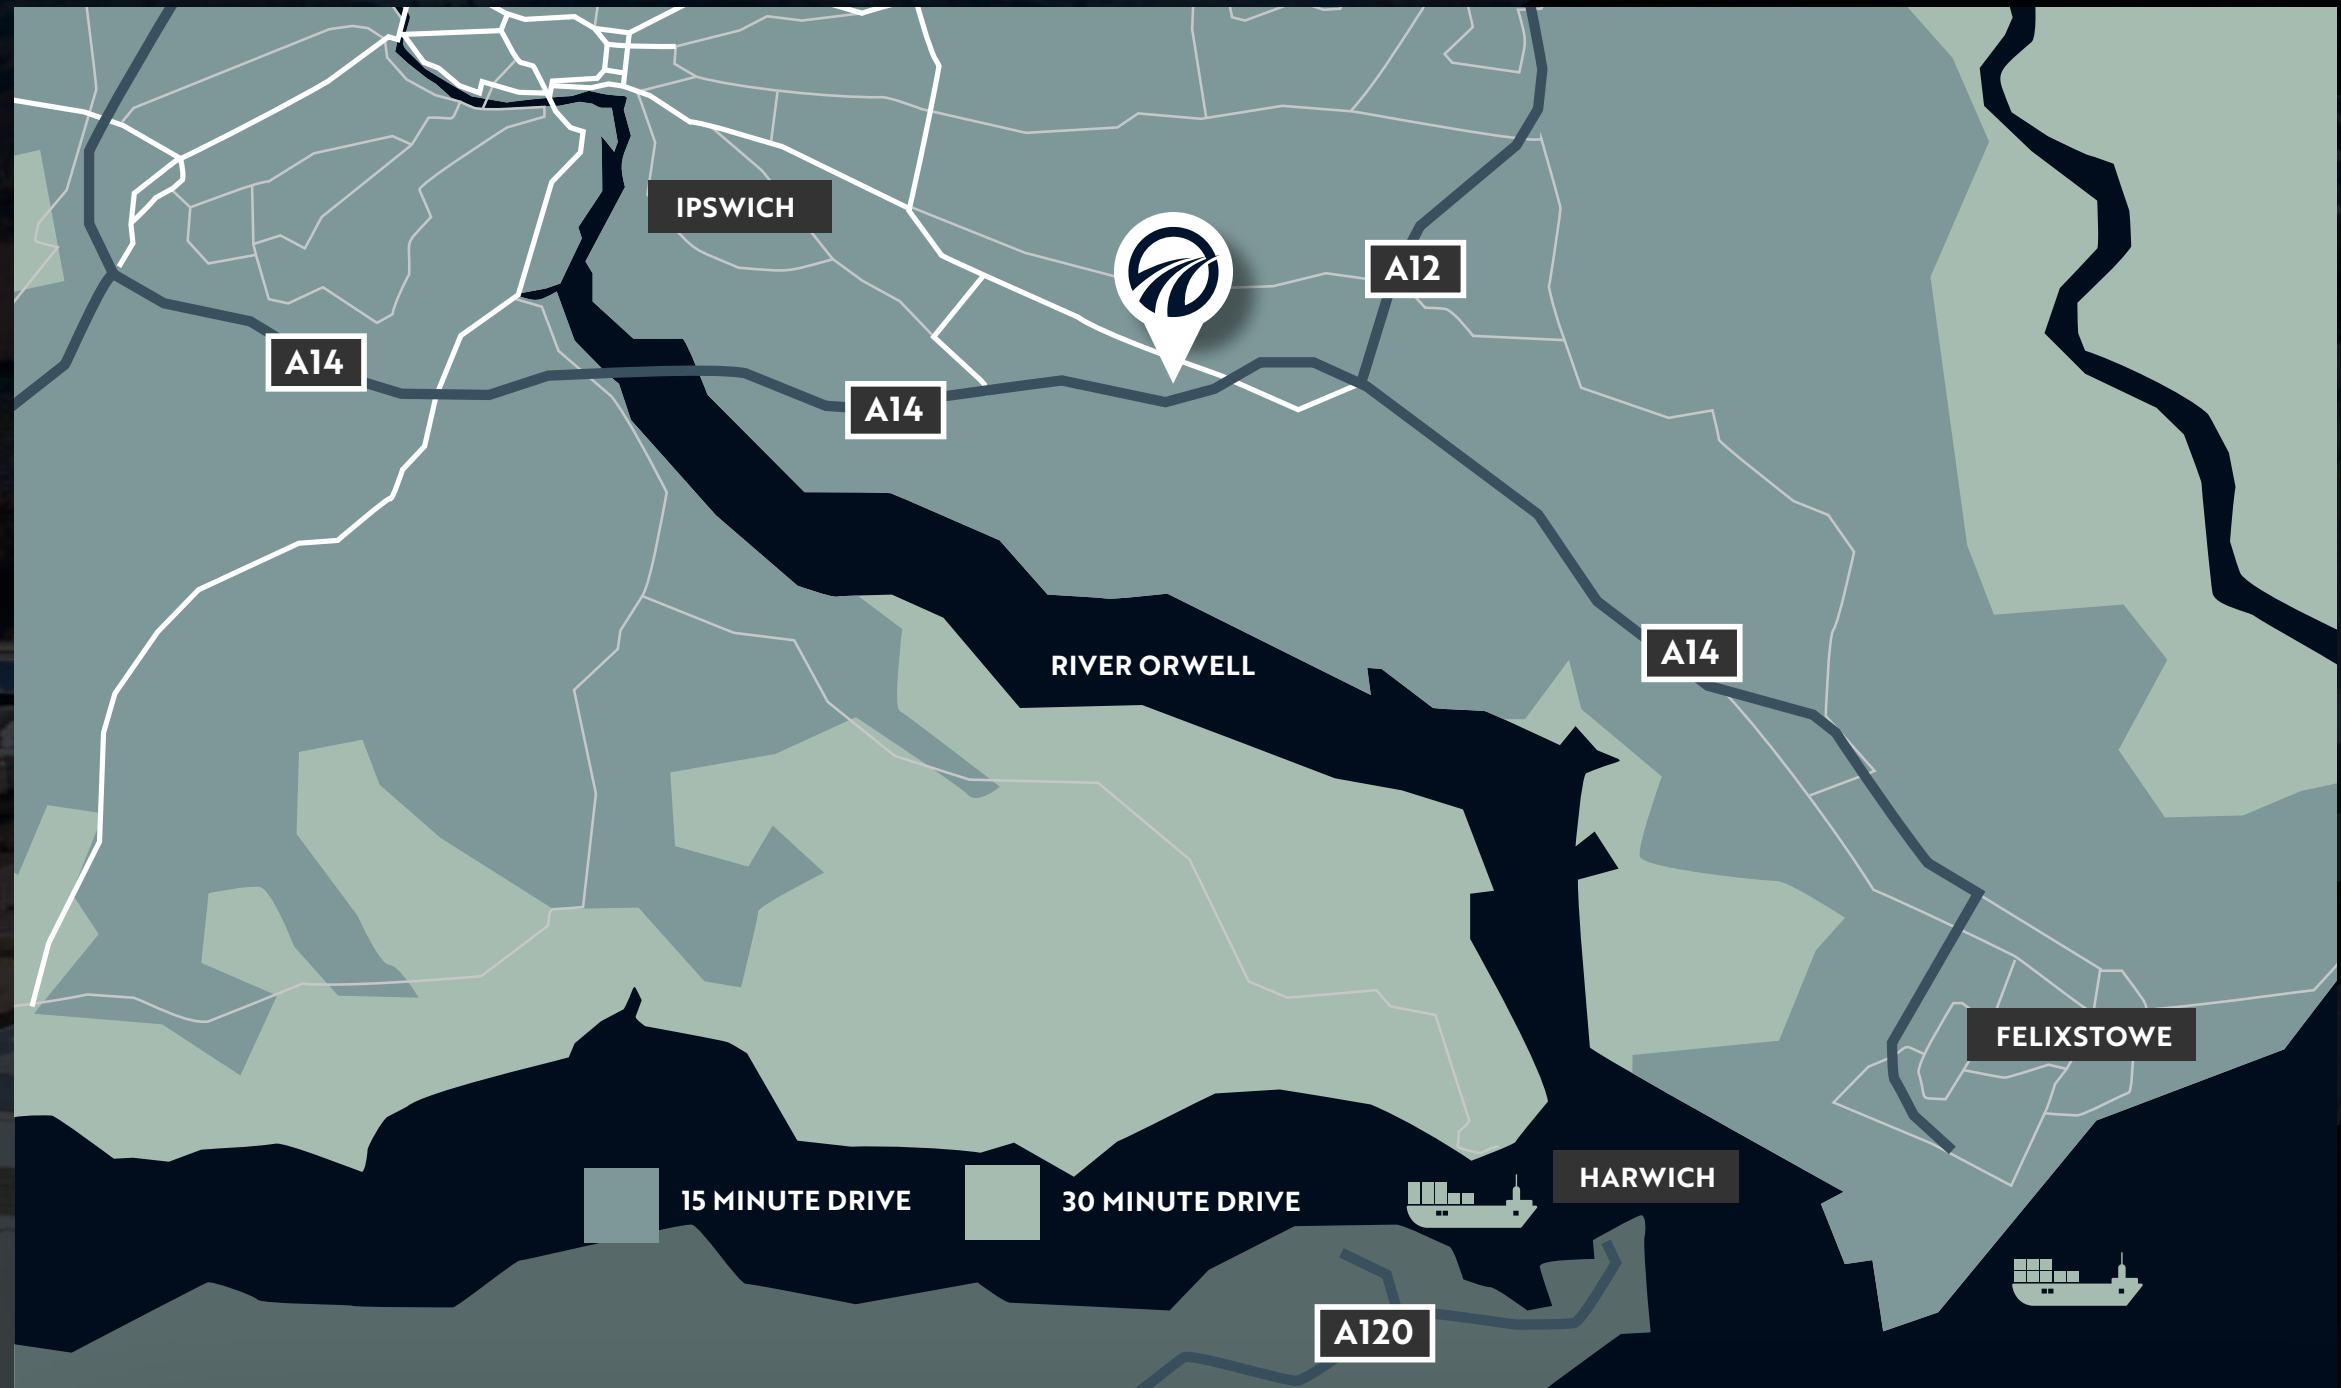 IPSWICH
A12
A14
A14
A14
RIVER ORWELL
FELIXSTOWE
HARWICH
15 MINUTE DRIVE
30 MINUTE DRIVE
A120